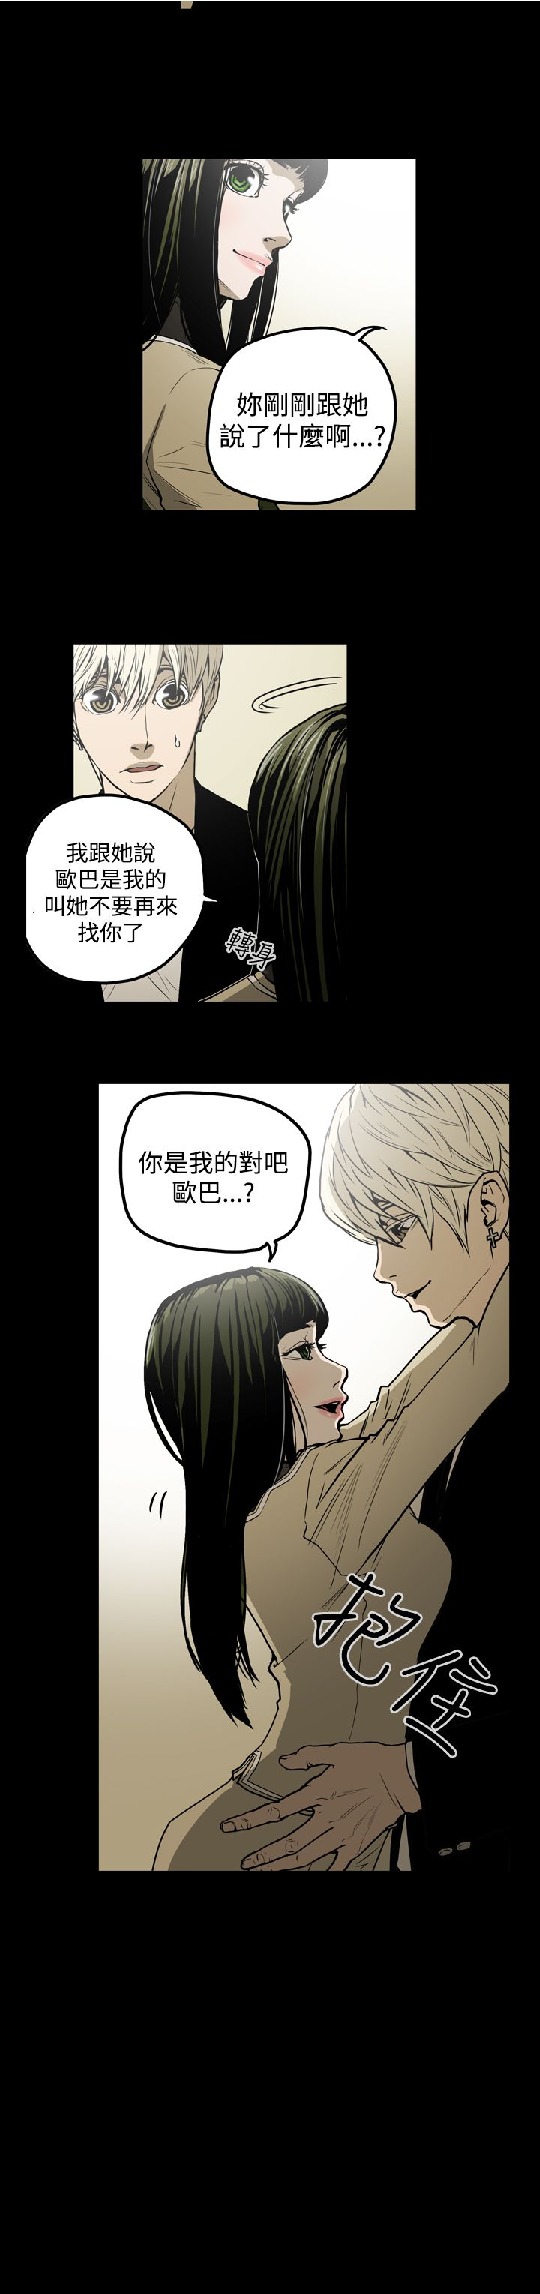 妳剛剛跟她
說了什麼啊...?
我跟她說
歐巴是我的
叫她不要再來
找你了
轉身
你是我的對吧
歐巴...?
抱住